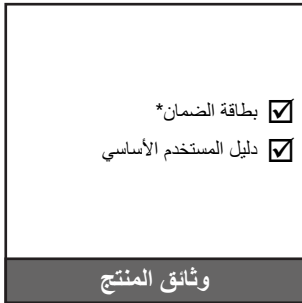 بطاقة الضمان*
دليل المستخدم الأساسي
وثائق المنتج